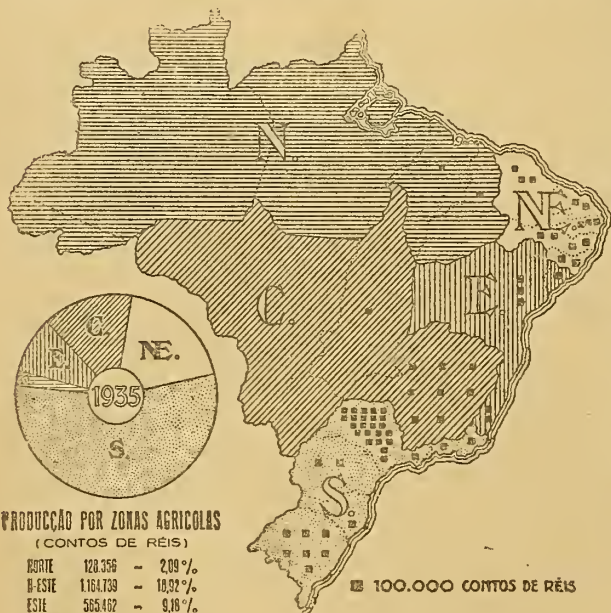 N.
NE.
C.
E.
C.
NE.
E.
1935
S.
S.
PRODUCÇÃO POR ZONAS AGRICOLAS
(CONTOS DE RÉIS)
NORTE 128.356 - 2,09%
N-ESTE 1.164.739 - 18,92%
ESTE 565.462 - 9,18%
100.000 CONTOS DE RÉIS